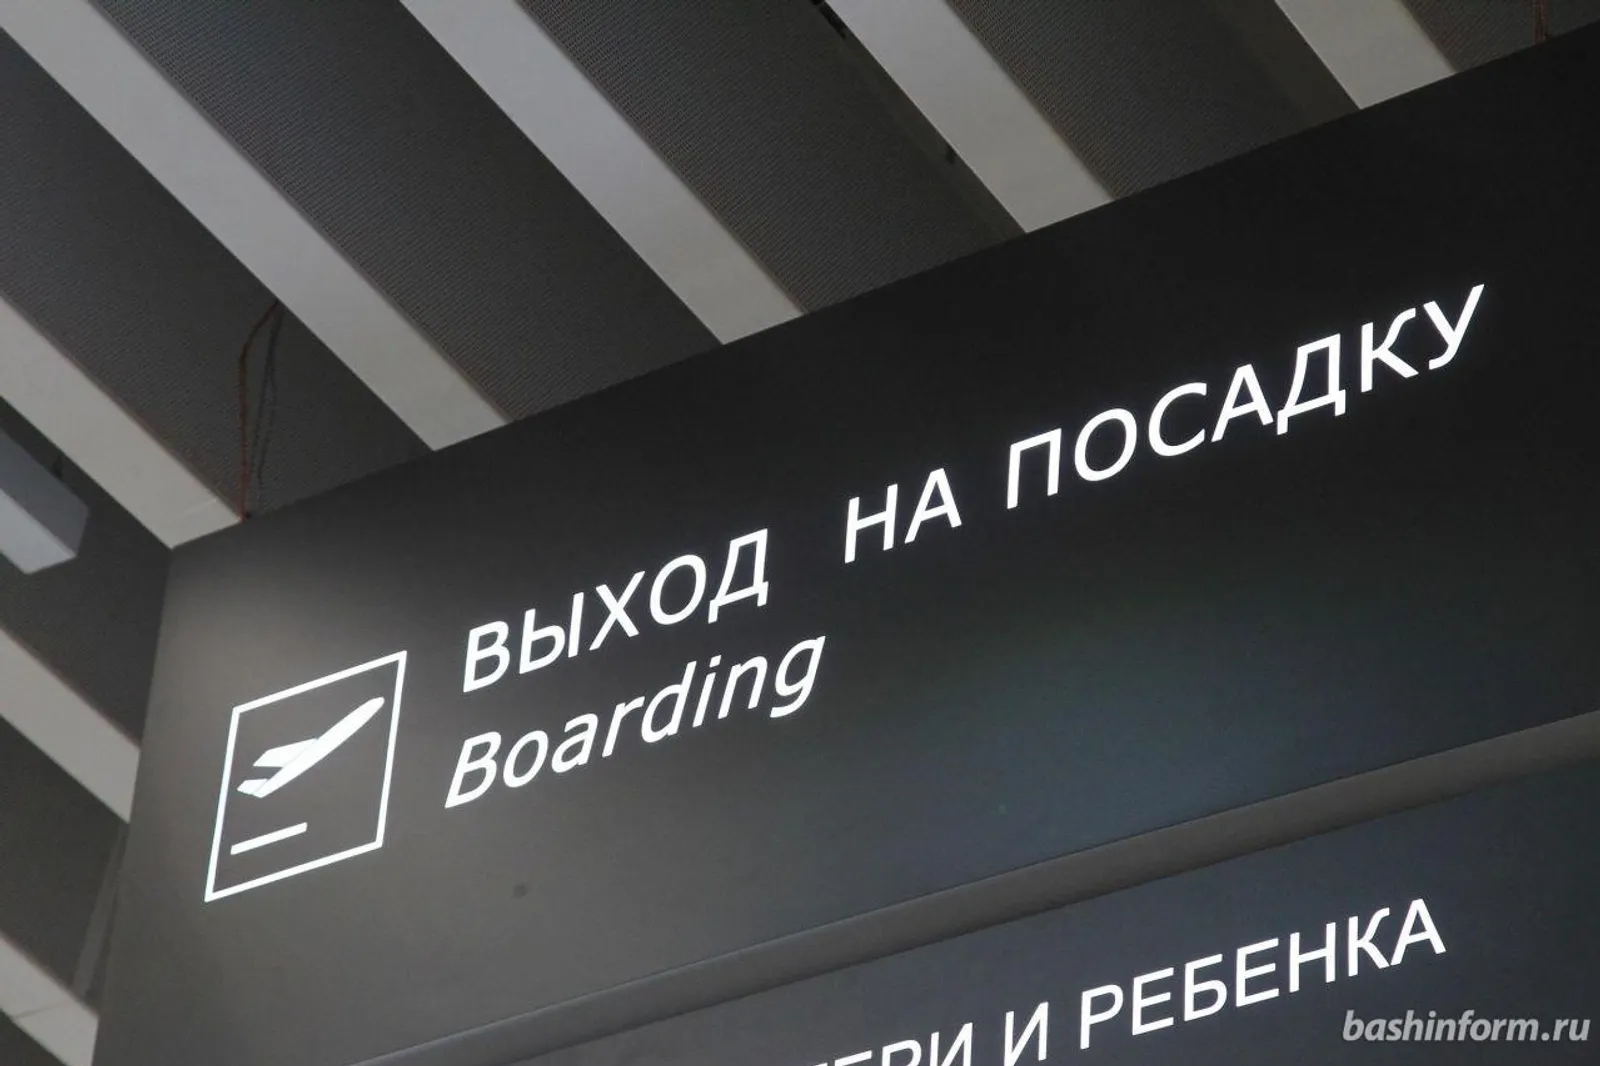 ВЫХОД НА ПОСАДКУ
Boarding
И РЕБЕНКА
bashinform.ru